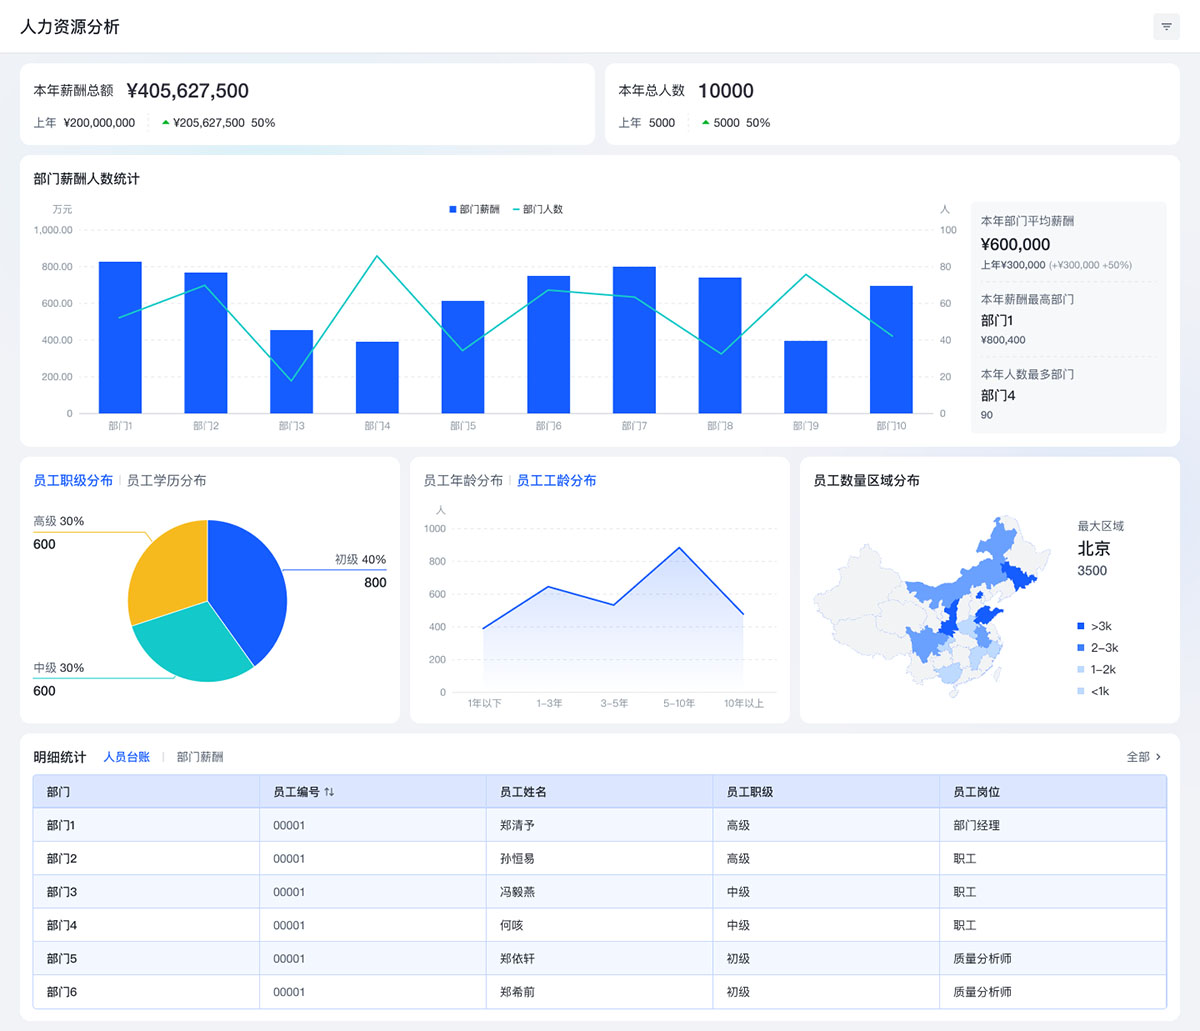 人力资源分析
本年薪酬总额 ¥405,627,500
上年 ¥200,000,000 ¥205,627,500 50%
本年总人数 10000
上年 5000 5000 50%
部门薪酬人数统计
万元
部门薪酬 部门人数
人
1,000.00
800.00
600.00
400.00
200.00
0
100
80
60
40
20
0
部门1 部门2 部门3 部门4 部门5 部门6 部门7 部门8 部门9 部门10
本年部门平均薪酬
¥600,000
上年¥300,000 (+¥300,000 +50%)
本年薪酬最高部门
部门1
¥800,400
本年人数最多部门
部门4
90
员工职级分布 员工学历分布
高级 30%
600
初级 40%
800
中级 30%
600
员工年龄分布 员工工龄分布
人
1000
800
600
400
200
0
1年以下 1-3年 3-5年 5-10年 10年以上
员工数量区域分布
最大区域
北京
3500
>3k
2-3k
1-2k
<1k
明细统计 人员台账 部门薪酬 全部 >
部门 员工编号 ↑↓ 员工姓名 员工职级 员工岗位
部门1 00001 郑清予 高级 部门经理
部门2 00001 孙恒易 高级 职工
部门3 00001 冯毅燕 中级 职工
部门4 00001 何咳 中级 职工
部门5 00001 郑依轩 初级 质量分析师
部门6 00001 郑希前 初级 质量分析师